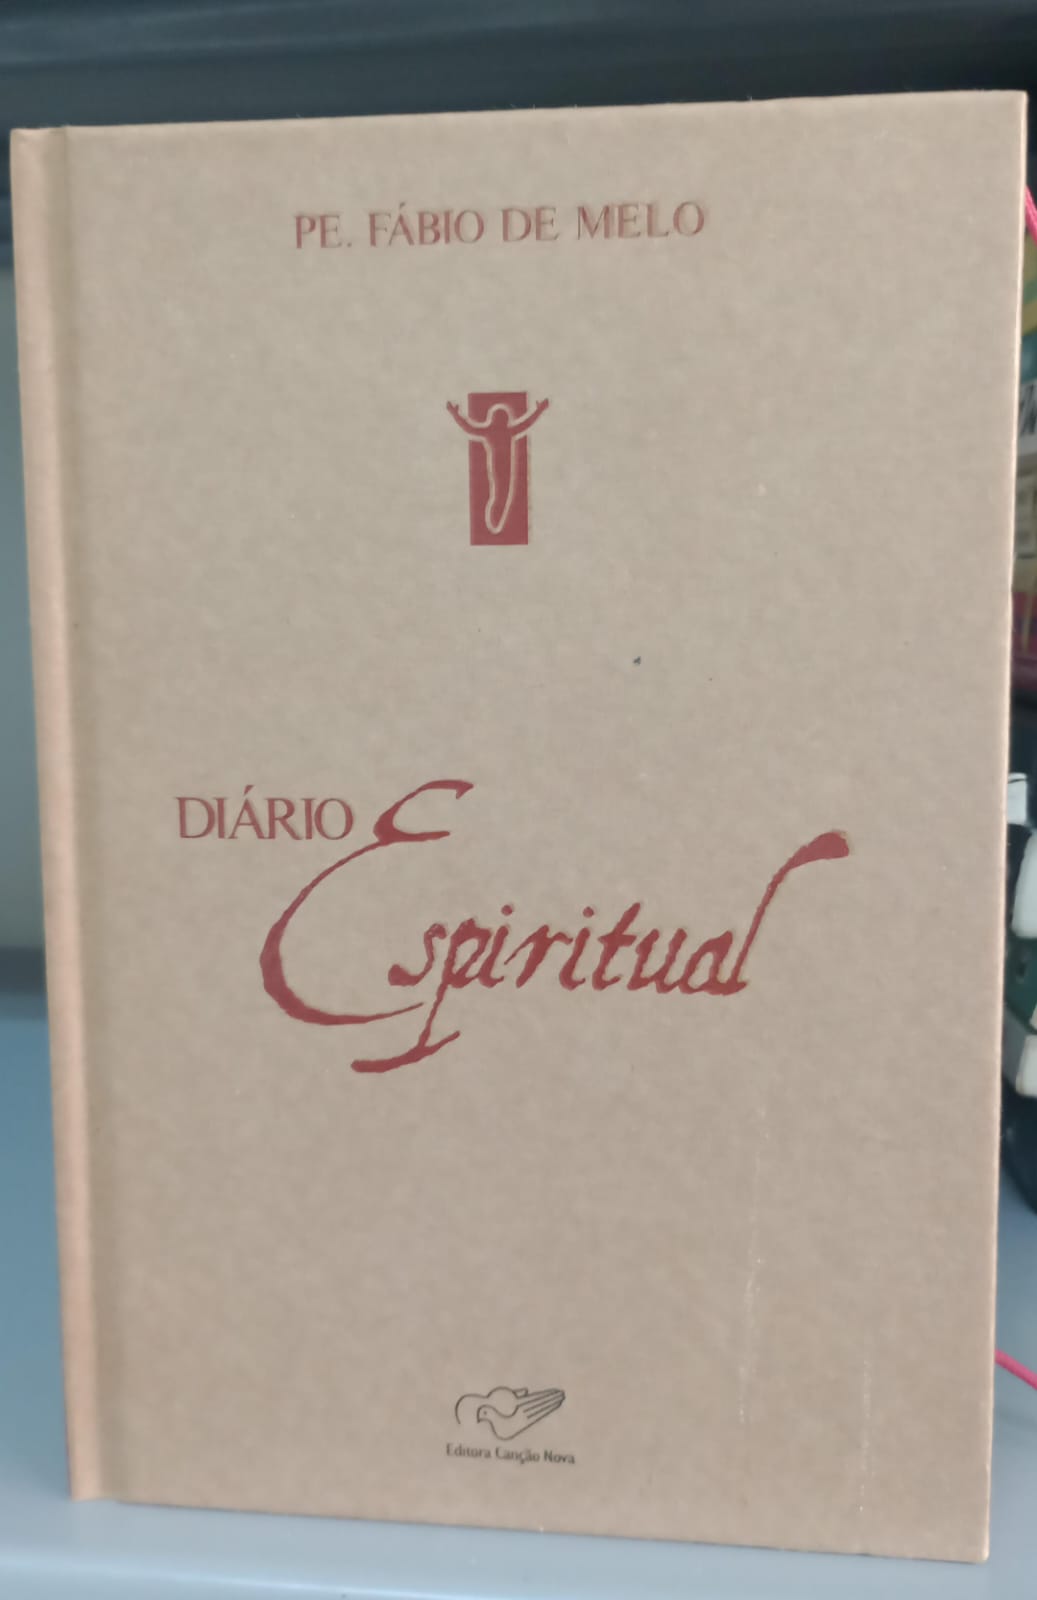 PE. FÁBIO DE MELO
DIÁRIO
Espiritual
Editora Canção Nova